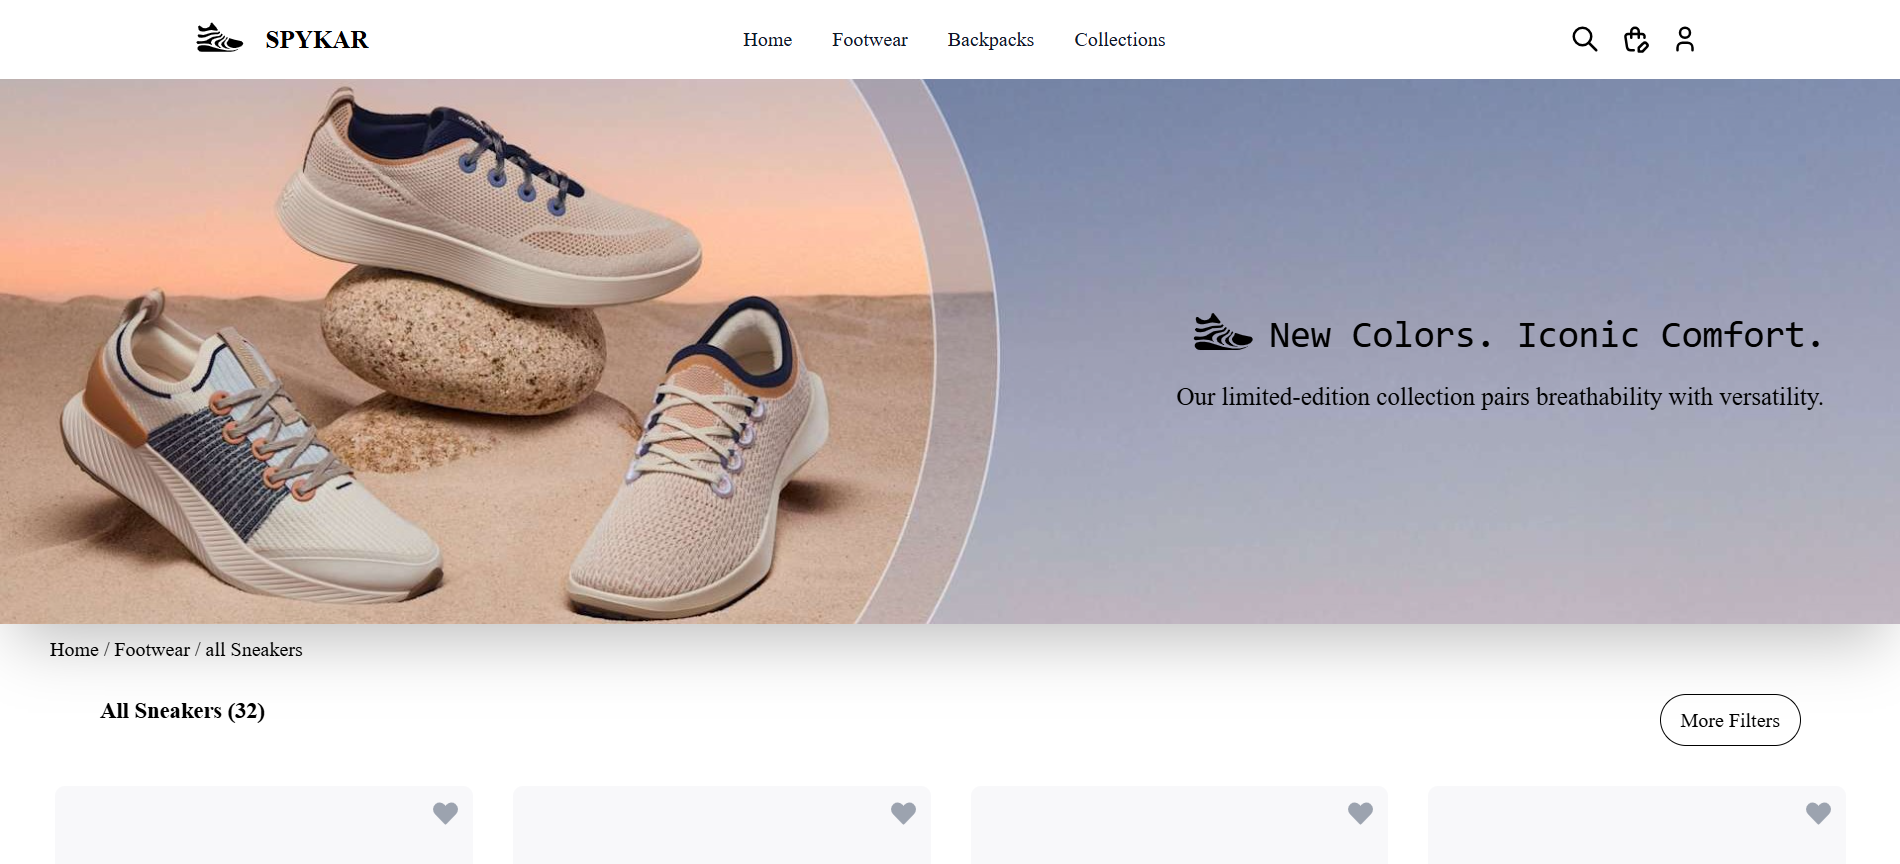 SPYKAR
Home Footwear Backpacks Collections
New Colors. Iconic Comfort.
Our limited-edition collection pairs breathability with versatility.
Home / Footwear / all Sneakers
All Sneakers (32)
More Filters